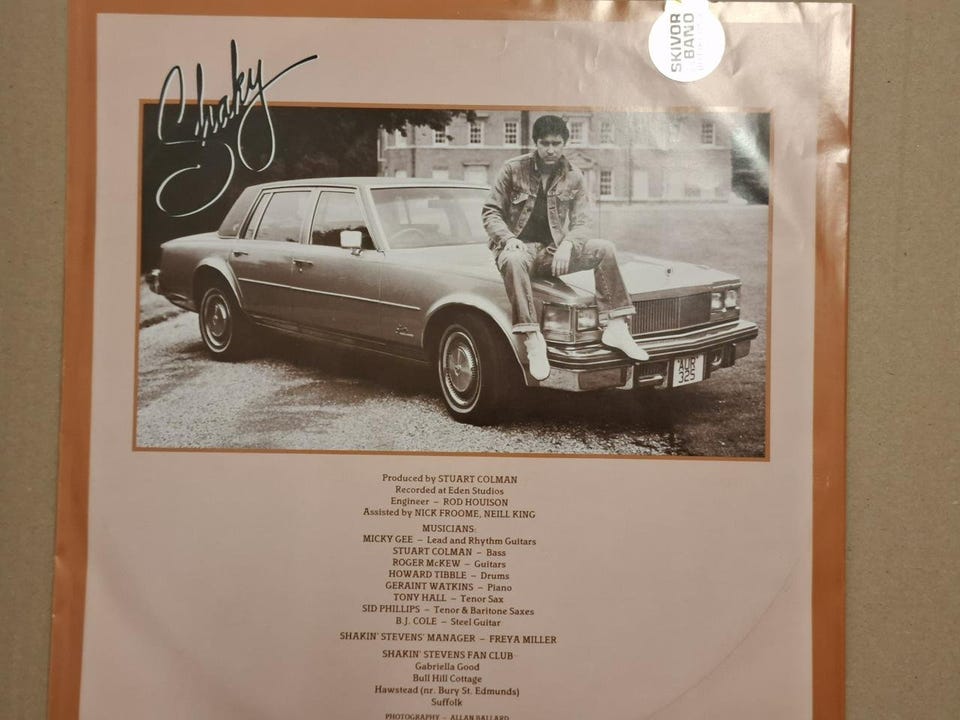 Shaky
SKIVOR
BAND
AUR
325
Produced by STUART COLMAN
Recorded at Eden Studios
Engineer – ROD HOUISON
Assisted by NICK FROOME, NEILL KING
MUSICIANS:
MICKY GEE – Lead and Rhythm Guitars
STUART COLMAN – Bass
ROGER McKEW – Guitars
HOWARD TIBBLE – Drums
GERAINT WATKINS – Piano
TONY HALL – Tenor Sax
SID PHILLIPS – Tenor & Baritone Saxes
B.J. COLE – Steel Guitar
SHAKIN' STEVENS' MANAGER – FREYA MILLER
SHAKIN' STEVENS FAN CLUB
Gabriella Good
Bull Hill Cottage
Hawstead (nr. Bury St. Edmunds)
Suffolk
PHOTOGRAPHY – ALLAN BALLARD